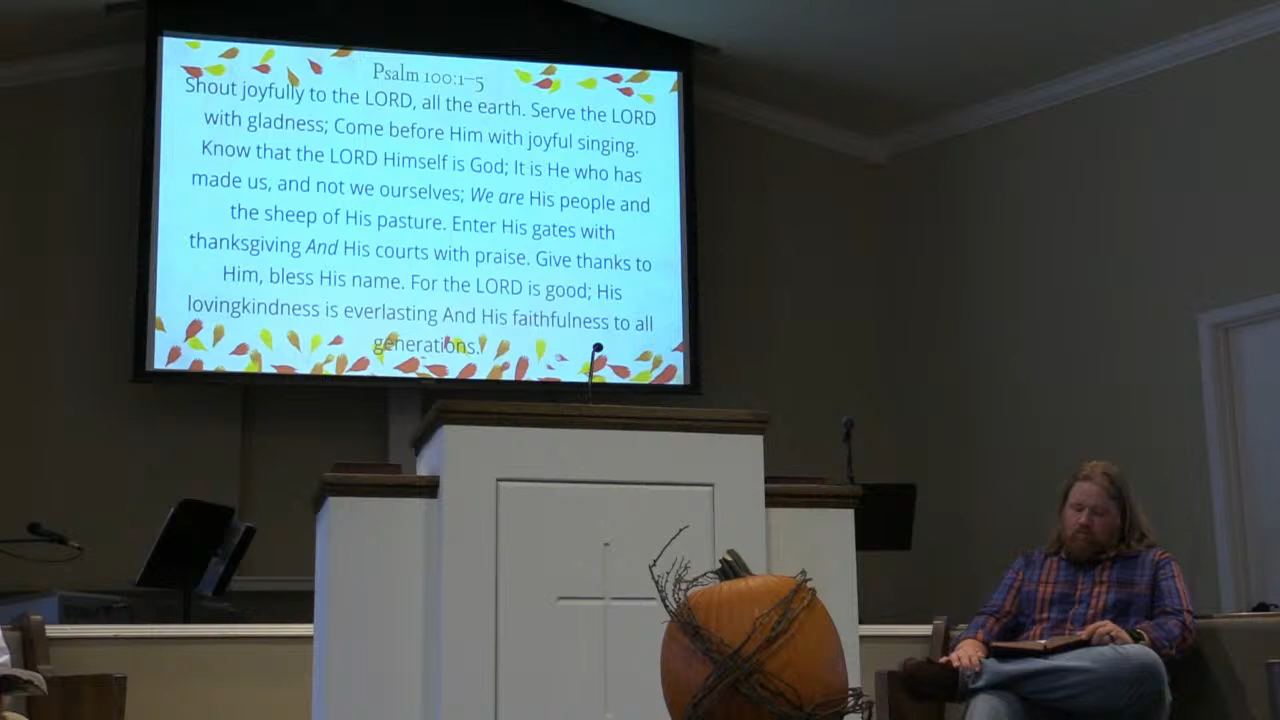 Psalm 100:1–5
Shout joyfully to the LORD, all the earth. Serve the LORD
with gladness; Come before Him with joyful singing.
Know that the LORD Himself is God; It is He who has
made us, and not we ourselves; We are His people and
the sheep of His pasture. Enter His gates with
thanksgiving And His courts with praise. Give thanks to
Him, bless His name. For the LORD is good; His
lovingkindness is everlasting And His faithfulness to all
generations.